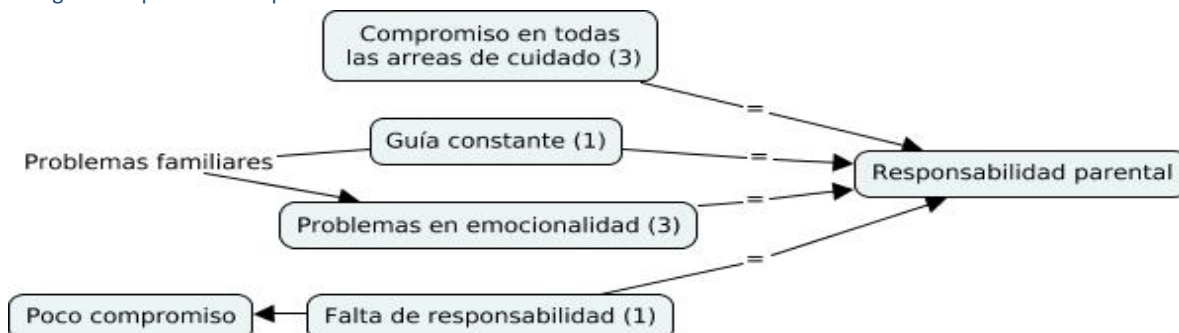 Compromiso en todas
las arreas de cuidado (3)
=
Guía constante (1)
=
Problemas familiares
Responsabilidad parental
Problemas en emocionalidad (3)
=
=
Poco compromiso
Falta de responsabilidad (1)